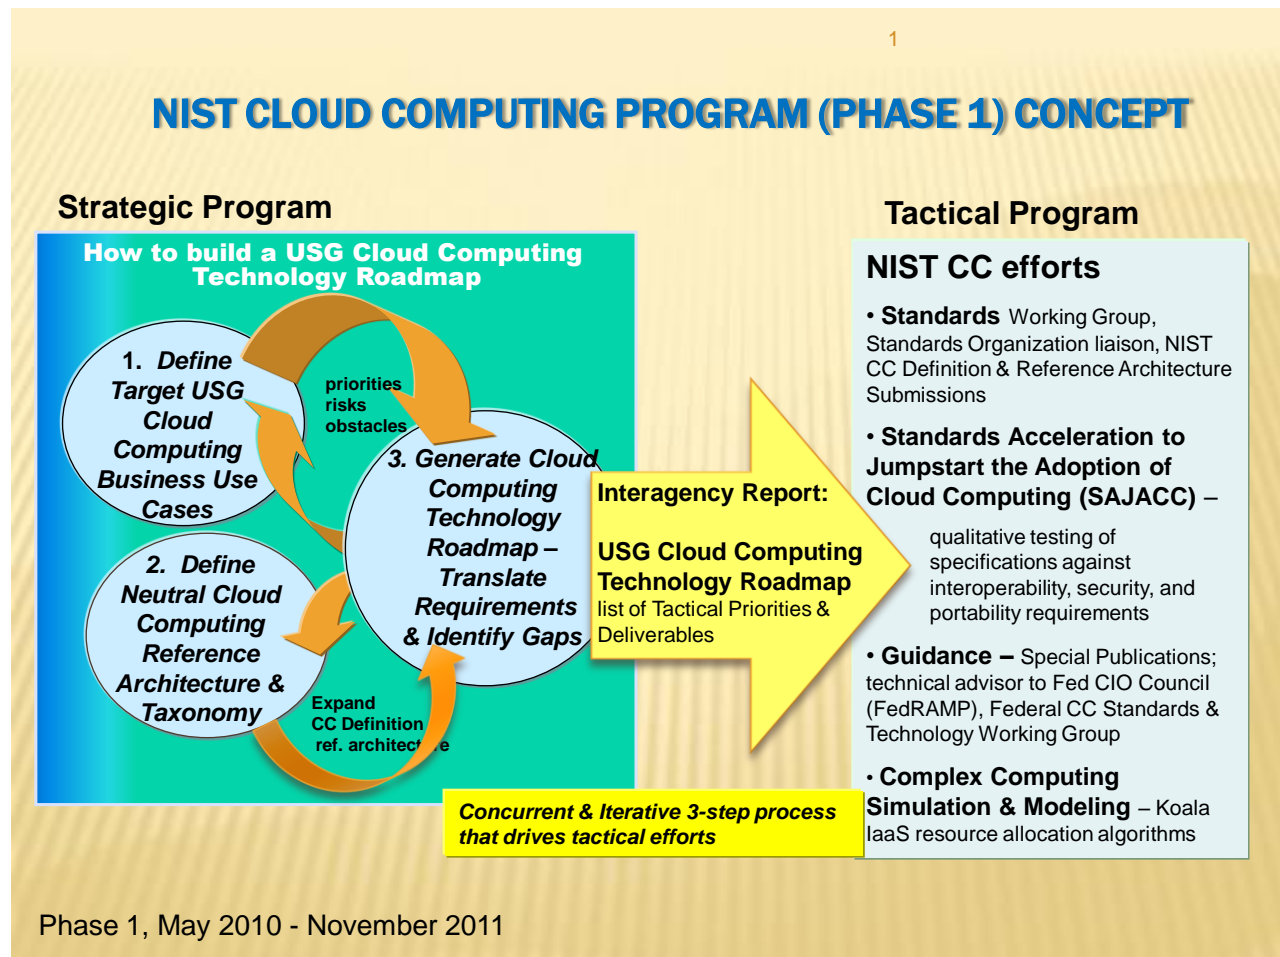 1
NIST CLOUD COMPUTING PROGRAM (PHASE 1) CONCEPT
Strategic Program
How to build a USG Cloud Computing
Technology Roadmap
1. Define
Target USG
Cloud
Computing
Business Use
Cases
priorities
risks
obstacles
2. Define
Neutral Cloud
Computing
Reference
Architecture &
Taxonomy
Expand
CC Definition
ref. architecture
3. Generate Cloud
Computing
Technology
Roadmap –
Translate
Requirements
& Identify Gaps
Interagency Report:
USG Cloud Computing
Technology Roadmap
list of Tactical Priorities &
Deliverables
Concurrent & Iterative 3-step process
that drives tactical efforts
Tactical Program
NIST CC efforts
• Standards Working Group,
Standards Organization liaison, NIST
CC Definition & Reference Architecture
Submissions
• Standards Acceleration to
Jumpstart the Adoption of
Cloud Computing (SAJACC) –
qualitative testing of
specifications against
interoperability, security, and
portability requirements
• Guidance – Special Publications;
technical advisor to Fed CIO Council
(FedRAMP), Federal CC Standards &
Technology Working Group
• Complex Computing
Simulation & Modeling – Koala
IaaS resource allocation algorithms
Phase 1, May 2010 - November 2011